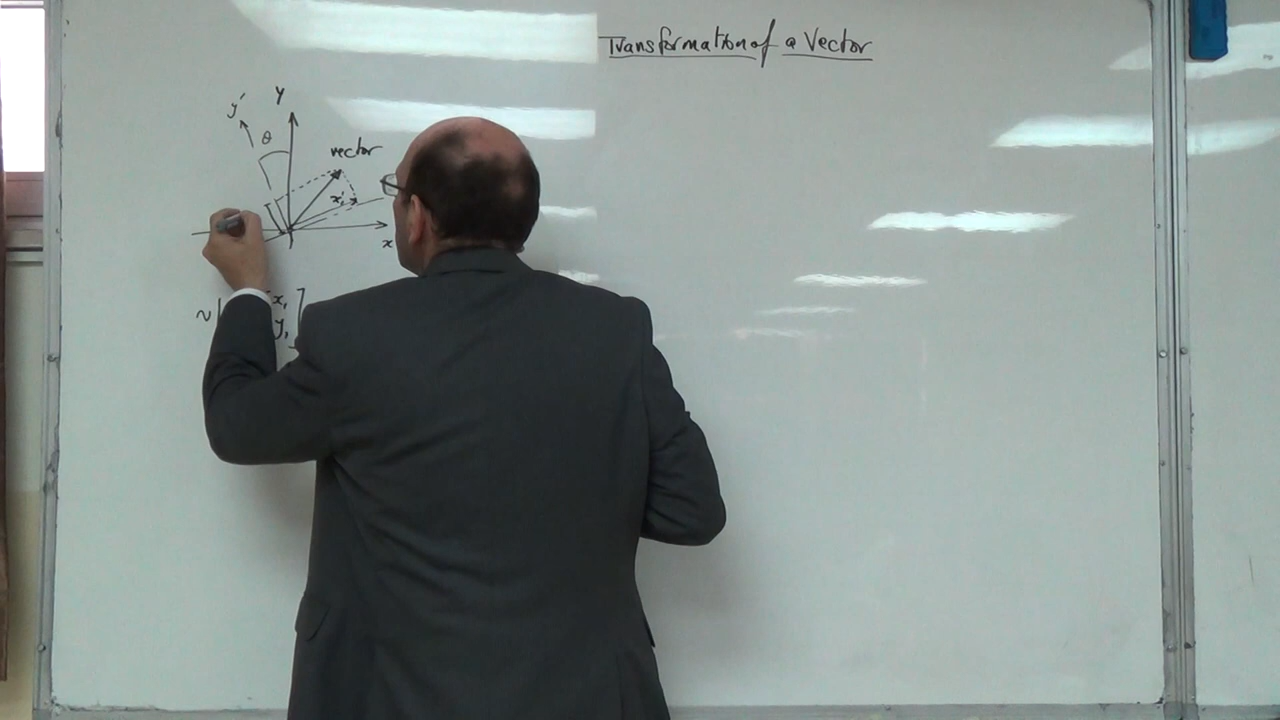 Transformation of a Vector
y'
Y
θ
vector
x'
x
x,
y,